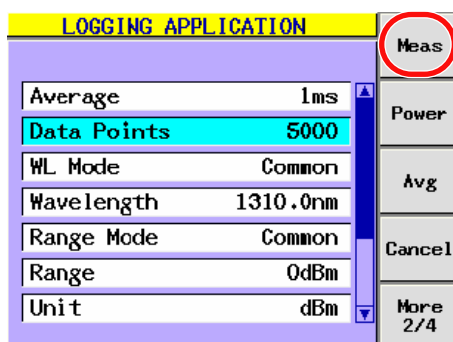 LOGGING APPLICATION
Average 1ms
Data Points 5000
WL Mode Common
Wavelength 1310.0nm
Range Mode Common
Range 0dBm
Unit dBm
Meas
Power
Avg
Cancel
More
2/4